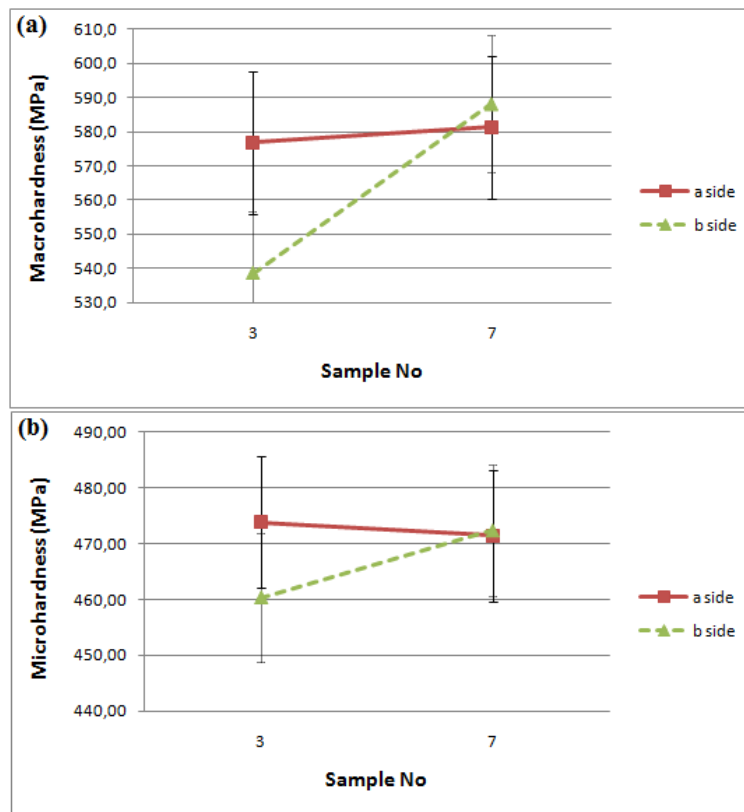 (a)
Macrohardness (MPa)
610,0
600,0
590,0
580,0
570,0
560,0
550,0
540,0
530,0
3
7
Sample No
a side
b side
(b)
Microhardness (MPa)
490,00
480,00
470,00
460,00
450,00
440,00
3
7
Sample No
a side
b side